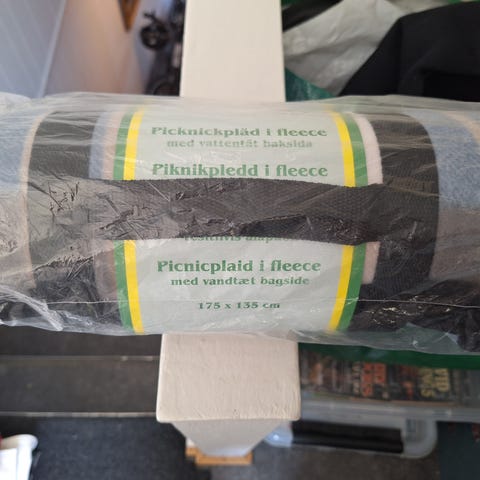 Picknickpläd i fleece
med vattentät baksida
Piknikpledd i fleece
Picnicplaid i fleece
med vandtæt bagside
175 x 135 cm